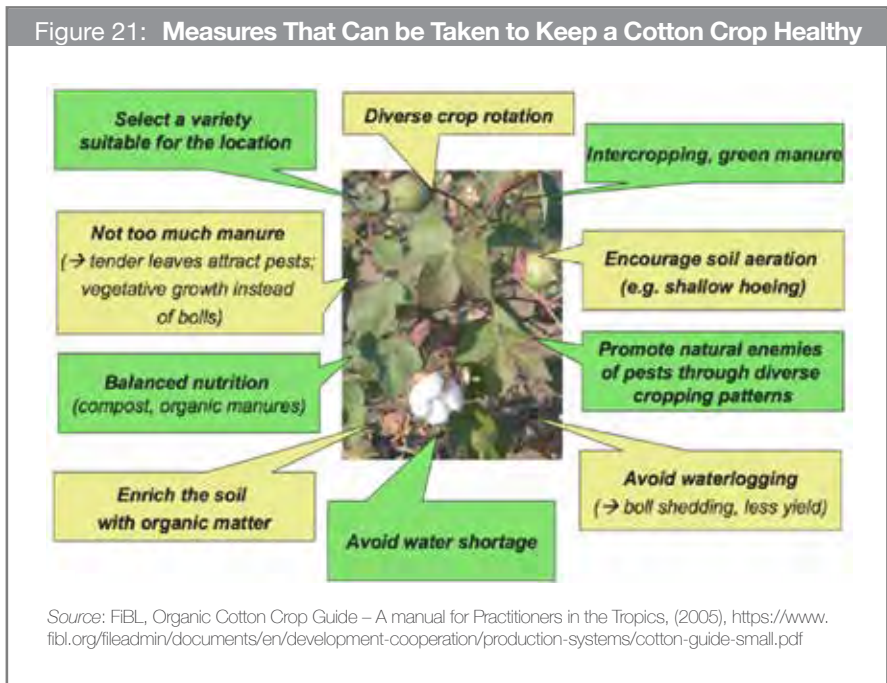 Figure 21: Measures That Can be Taken to Keep a Cotton Crop Healthy
Select a variety
suitable for the location
Diverse crop rotation
Intercropping, green manure
Not too much manure
(→ tender leaves attract pests;
vegetative growth instead
of bolls)
Encourage soil aeration
(e.g. shallow hoeing)
Balanced nutrition
(compost, organic manures)
Promote natural enemies
of pests through diverse
cropping patterns
Enrich the soil
with organic matter
Avoid water shortage
Avoid waterlogging
(→ boll shedding, less yield)
Source: FiBL, Organic Cotton Crop Guide – A manual for Practitioners in the Tropics, (2005), https://www.
fibl.org/fileadmin/documents/en/development-cooperation/production-systems/cotton-guide-small.pdf